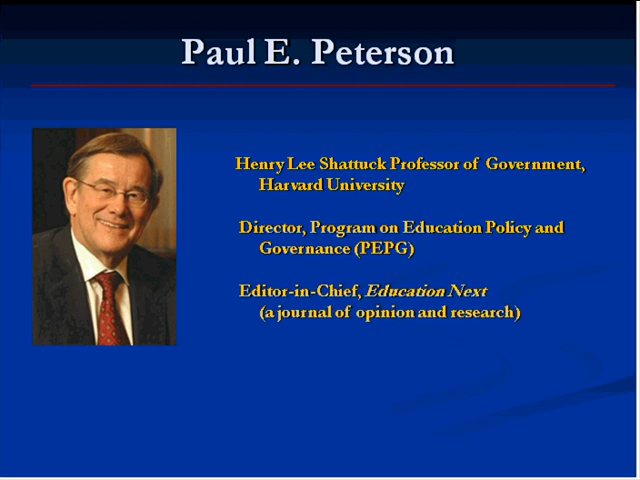 Paul E. Peterson
Henry Lee Shattuck Professor of Government,
Harvard University
Director, Program on Education Policy and
Governance (PEPG)
Editor-in-Chief, Education Next
(a journal of opinion and research)